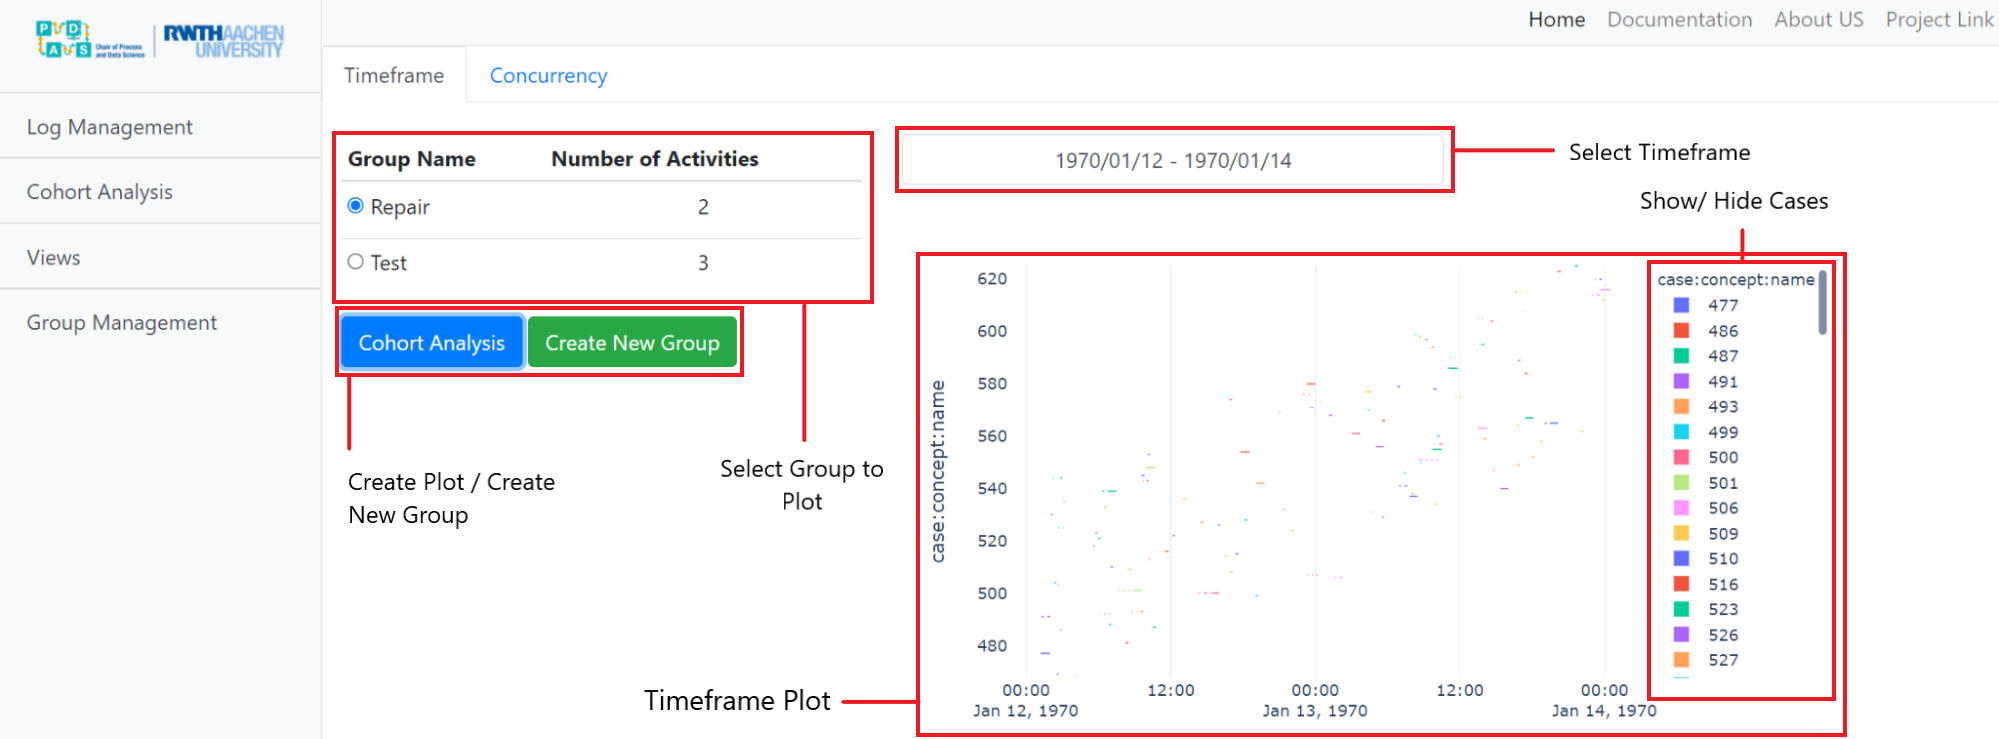 PDAS
Chair of Process
and Data Science
RWTHAACHEN
UNIVERSITY
Home Documentation About US Project Link
Timeframe Concurrency
Log Management
Cohort Analysis
Views
Group Management
Group Name Number of Activities
Repair 2
Test 3
Cohort Analysis Create New Group
Create Plot / Create
New Group
Select Group to
Plot
1970/01/12 - 1970/01/14
Select Timeframe
Show/ Hide Cases
case:concept:name
620
600
580
560
540
520
500
480
00:00 12:00 00:00 12:00 00:00
Jan 12, 1970 Jan 13, 1970 Jan 14, 1970
case:concept:name
477
486
487
491
493
499
500
501
506
509
510
516
523
526
527
Timeframe Plot